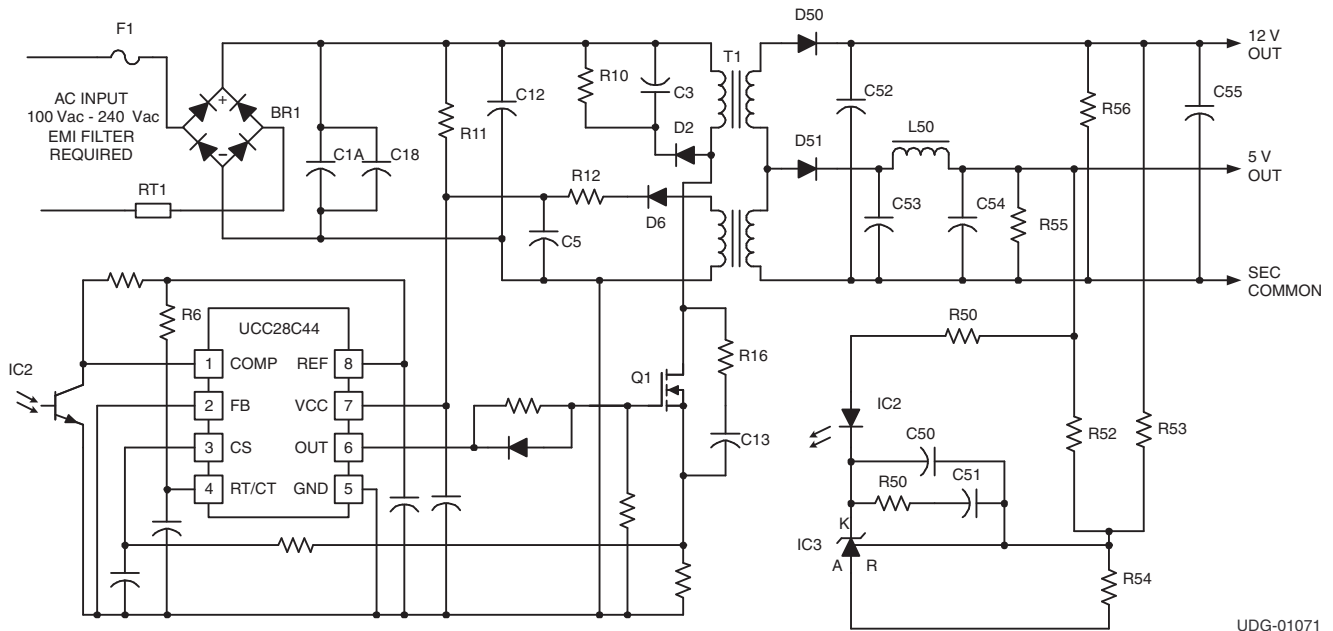 F1
D50
12 V
OUT
T1
AC INPUT
100 Vac - 240 Vac
EMI FILTER
REQUIRED
+
–
BR1
R10
C3
C12
R11
C52
R56
C55
D2
D51
L50
C1A
C18
5 V
OUT
RT1
R12
D6
C5
C53
C54
R55
SEC
COMMON
R6
UCC28C44
R50
R16
IC2
1
COMP
REF
8
Q1
2
FB
VCC
7
IC2
3
CS
OUT
6
C13
C50
R52
R53
4
RT/CT
GND
5
R50
C51
K
IC3
A
R
R54
UDG-01071